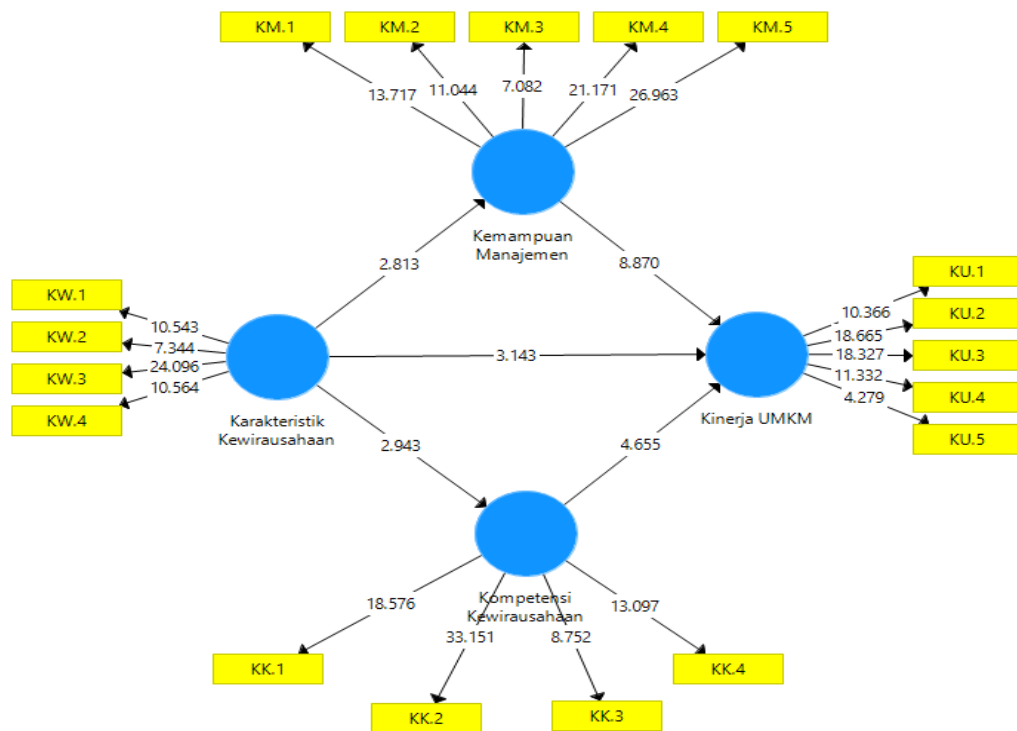 KM.1
KM.2
KM.3
KM.4
KM.5
13.717
11.044
7.082
21.171
26.963
Kemampuan
Manajemen
2.813
8.870
KW.1
KW.2
KW.3
KW.4
10.543
7.344
24.096
10.564
Karakteristik
Kewirausahaan
3.143
Kinerja UMKM
10.366
18.665
18.327
11.332
4.279
KU.1
KU.2
KU.3
KU.4
KU.5
2.943
4.655
Kompetensi
Kewirausahaan
18.576
33.151
8.752
13.097
KK.1
KK.2
KK.3
KK.4